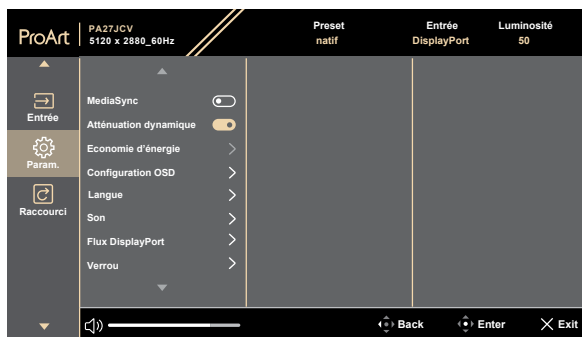 ProArt PA27JCV Preset Entrée Luminosité
5120 x 2880_60Hz natif DisplayPort 50
Entrée
Param.
Raccourci
MediaSync
Atténuation dynamique
Economie d'énergie
Configuration OSD
Langue
Son
Flux DisplayPort
Verrou
Back Enter Exit